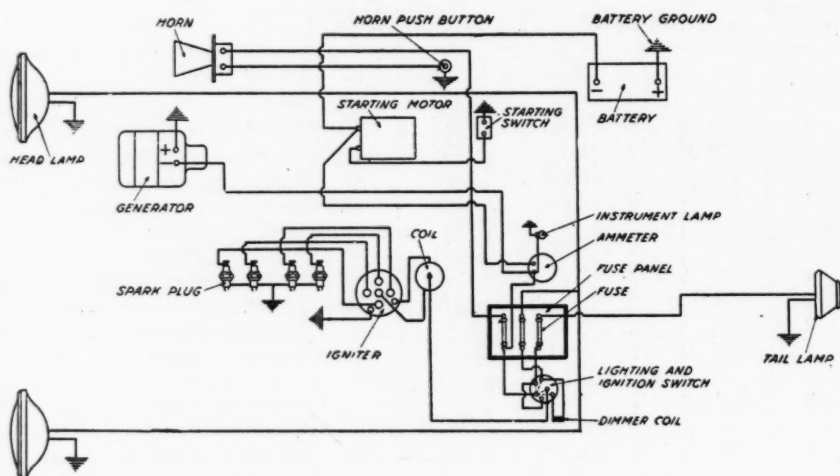 HORN
HORN PUSH BUTTON
BATTERY GROUND
STARTING MOTOR
STARTING
SWITCH
− +
BATTERY
HEAD LAMP
+
−
GENERATOR
INSTRUMENT LAMP
COIL
AMMETER
FUSE PANEL
FUSE
SPARK PLUG
IGNITER
TAIL LAMP
LIGHTING AND
IGNITION SWITCH
DIMMER COIL